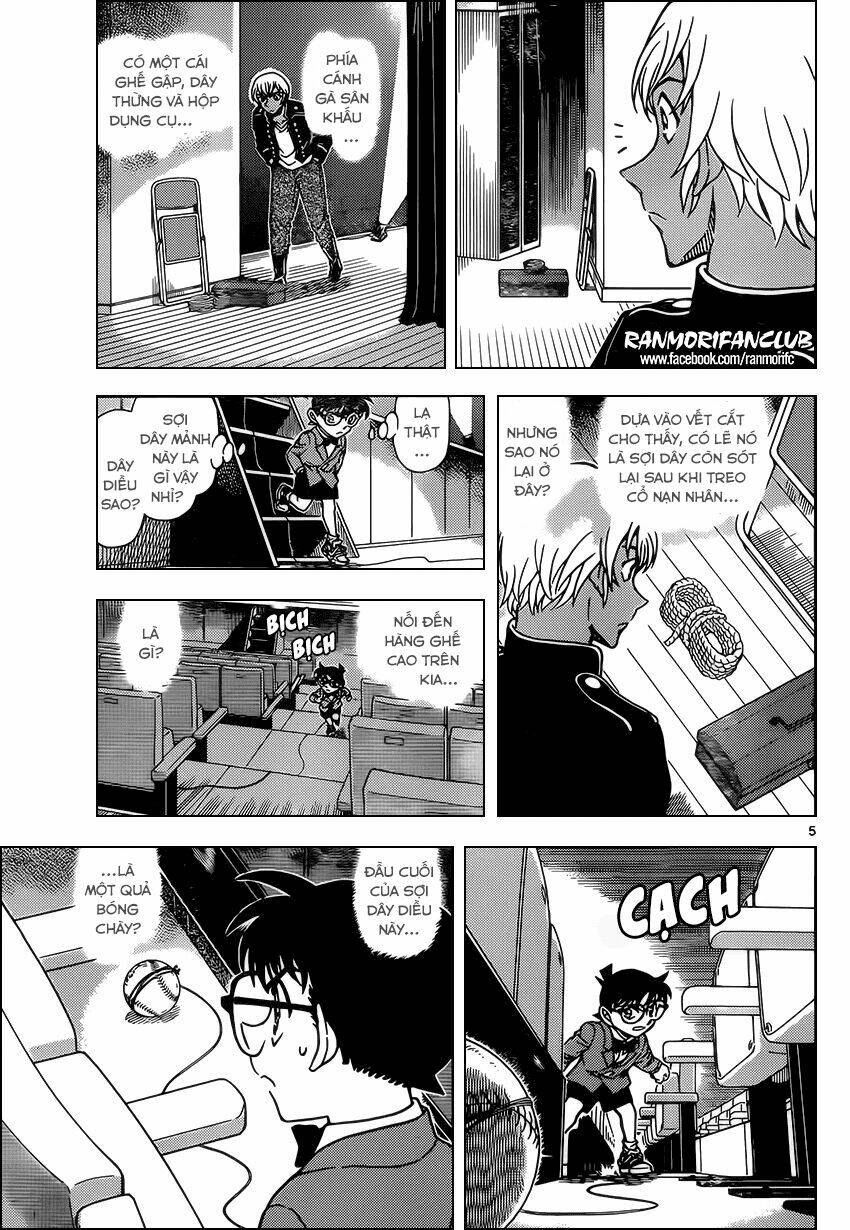 RANMORIFANCLUB
www.facebook.com/ranmorifc
PHÍA
CÁNH
GÀ SÂN
KHẤU
...
CÓ MỘT CÁI
GHẾ GẬP, DÂY
THỪNG VÀ HỘP
DỤNG CỤ...
DỰA VÀO VẾT CẮT
CHO THẤY, CÓ LẼ NÓ
LÀ SỢI DÂY CÒN SÓT
LẠI SAU KHI TREO
CỔ NẠN NHÂN...
NHƯNG
SAO NÓ
LẠI Ở
ĐÂY?
LẠ
THẬT...
SỢI
DÂY MẢNH
NÀY LÀ
GÌ VẬY
NHỈ?
DÂY
DIỀU
SAO?
NỐI ĐẾN
HÀNG GHẾ
CAO TRÊN
KIA...
BỊCH
BỊCH
LÀ
GÌ?
5
CẠCH
ĐẦU CUỐI
CỦA SỢI
DÂY DIỀU
NÀY...
...LÀ
MỘT QUẢ
BÓNG
CHÀY?